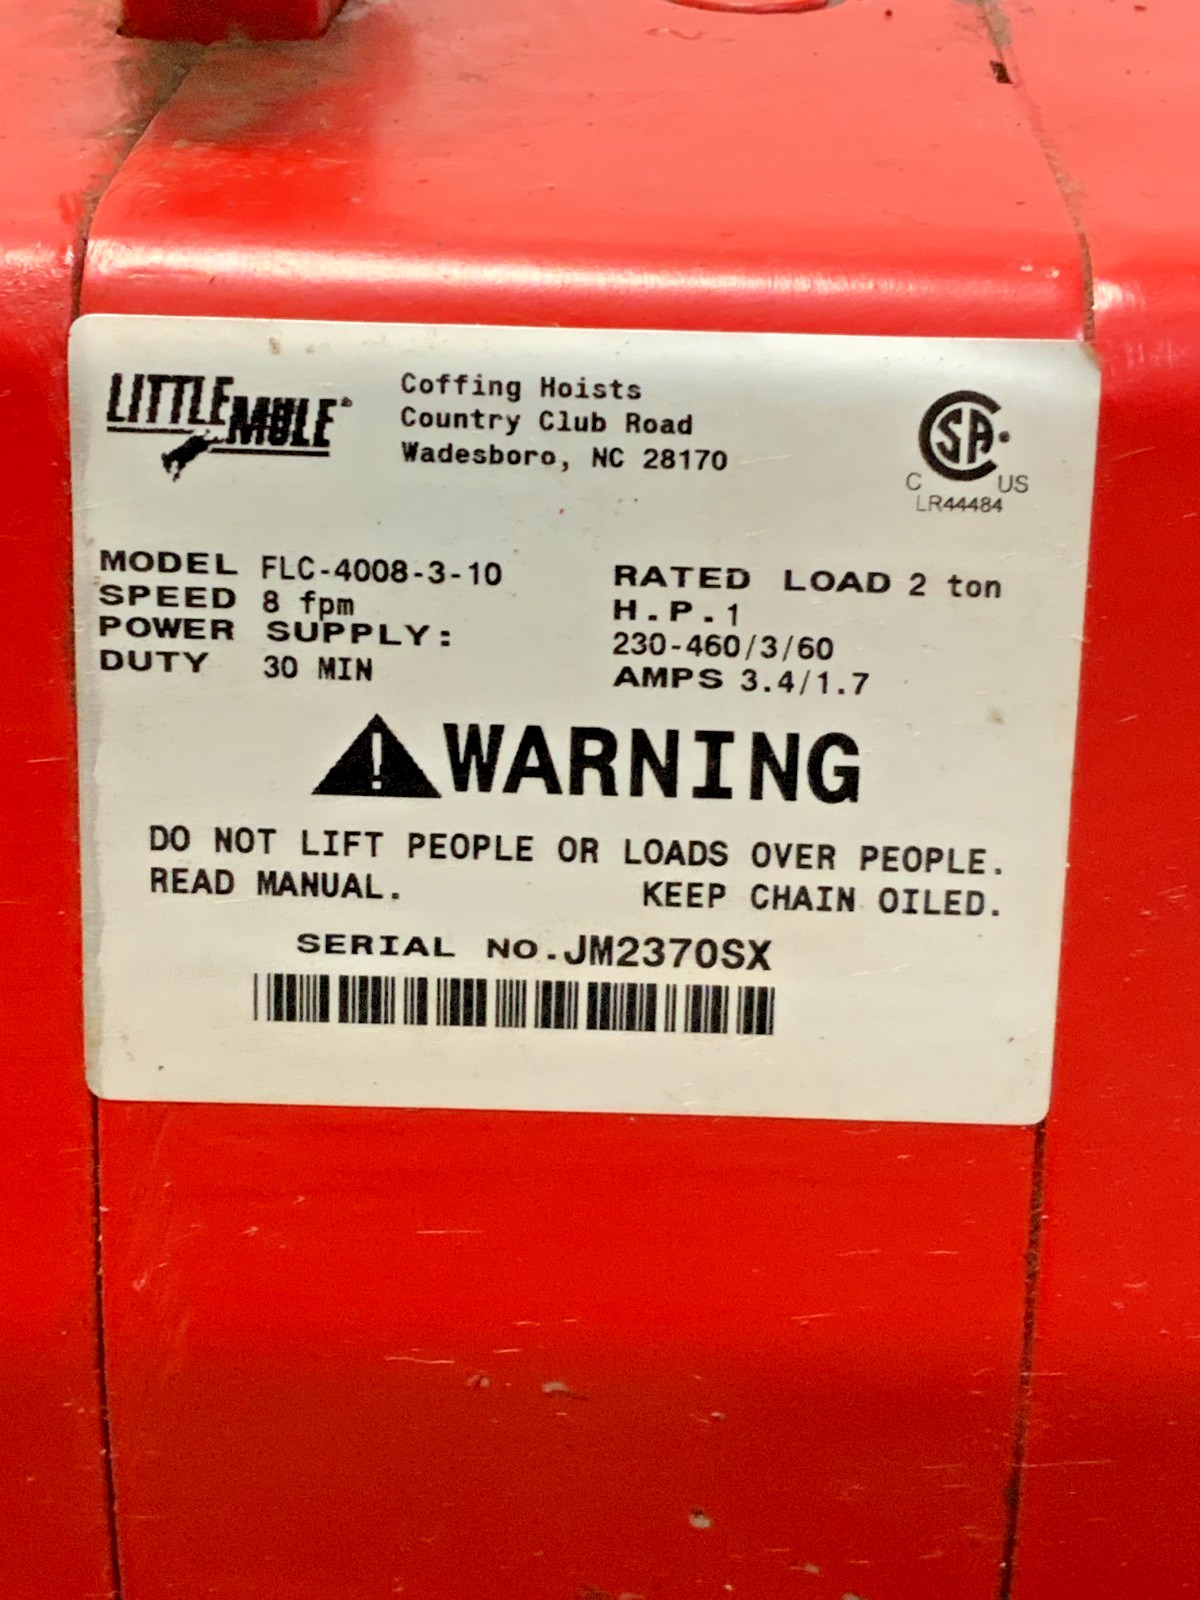 LITTLE MULE®
Coffing Hoists
Country Club Road
Wadesboro, NC 28170
CSA®
C US
LR44484
MODEL FLC-4008-3-10
SPEED 8 fpm
POWER SUPPLY:
DUTY 30 MIN
RATED LOAD 2 ton
H.P. 1
230-460/3/60
AMPS 3.4/1.7
! WARNING
DO NOT LIFT PEOPLE OR LOADS OVER PEOPLE.
READ MANUAL. KEEP CHAIN OILED.
SERIAL NO. JM2370SX